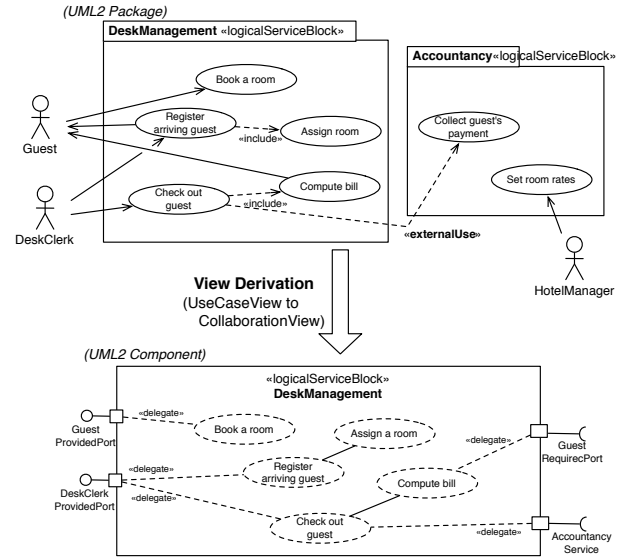 (UML2 Package)
DeskManagement «logicalServiceBlock»
Accountancy «logicalServiceBlock»
Book a room
Register
arriving guest
«include»
Assign room
Collect guest's
payment
Guest
Check out
guest
«include»
Compute bill
Set room rates
DeskClerk
«externalUse»
HotelManager
View Derivation
(UseCaseView to
CollaborationView)
(UML2 Component)
«logicalServiceBlock»
DeskManagement
«delegate»
Guest
ProvidedPort
Book a room
Assign a room
«delegate»
Guest
RequirecPort
«delegate»
Register
arriving guest
Compute bill
DeskClerk
ProvidedPort
«delegate»
Check out
guest
«delegate»
Accountancy
Service